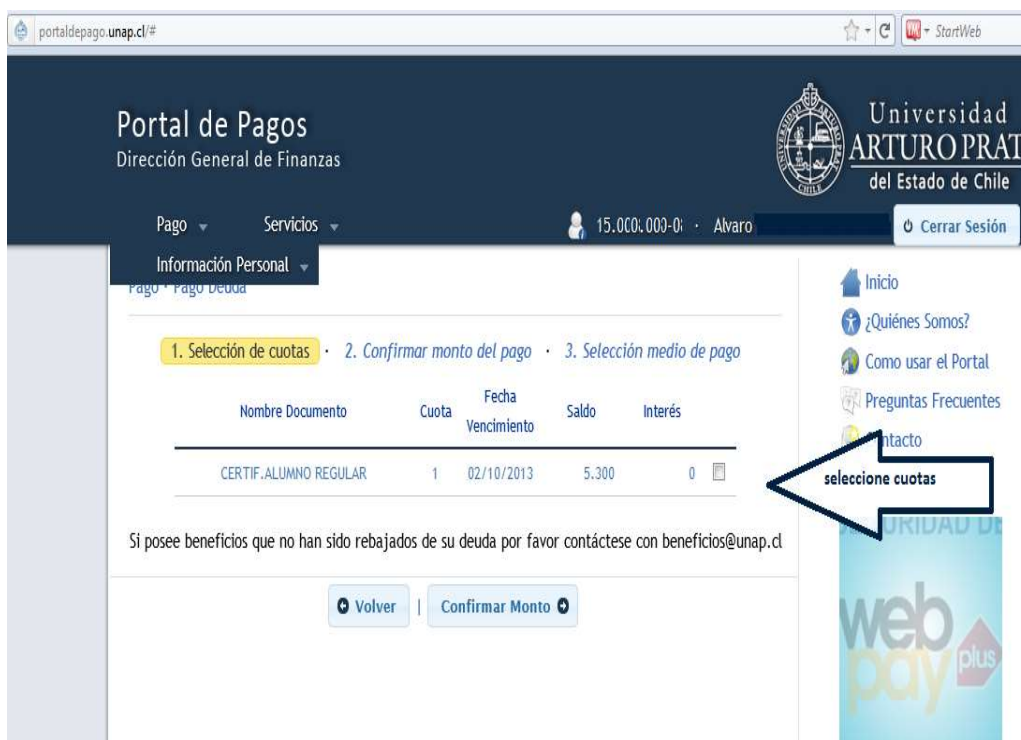 portaldepago.unap.cl/#
StartWeb
Portal de Pagos
Dirección General de Finanzas
Universidad
ARTURO PRAT
del Estado de Chile
Pago
Servicios
Alvaro
Cerrar Sesión
Información Personal
Pago · Pago Deuda
1. Selección de cuotas · 2. Confirmar monto del pago · 3. Selección medio de pago
Nombre Documento Cuota Fecha Vencimiento Saldo Interés
CERTIF.ALUMNO REGULAR 1 02/10/2013 5.300 0
Si posee beneficios que no han sido rebajados de su deuda por favor contáctese con beneficios@unap.cl
Volver | Confirmar Monto
Inicio
¿Quiénes Somos?
Como usar el Portal
Preguntas Frecuentes
seleccione cuotas
web
pay plus